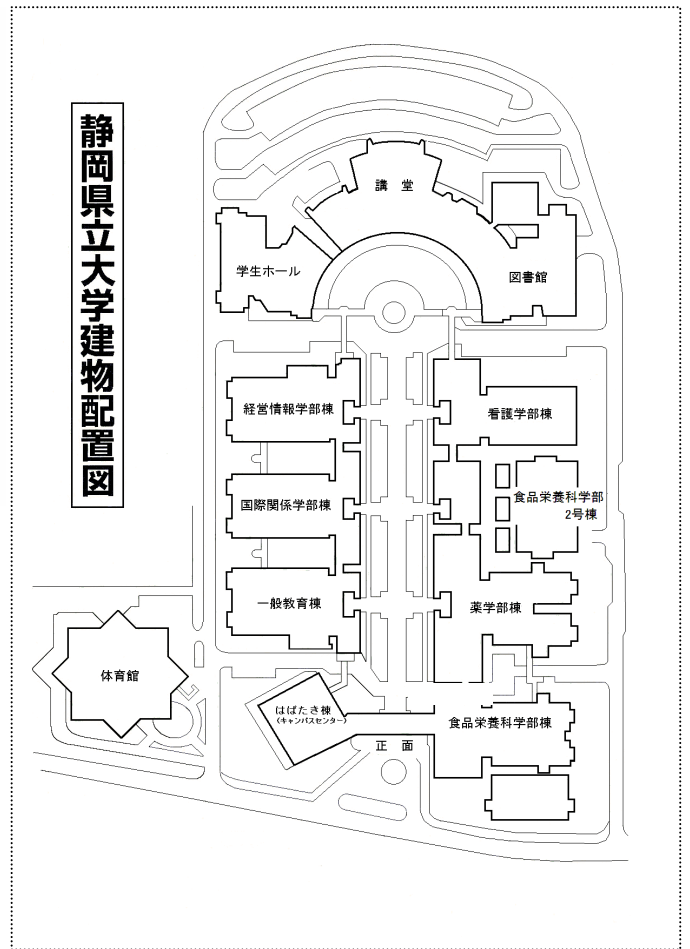 静岡県立大学建物配置図
講堂
学生ホール
図書館
経営情報学部棟
看護学部棟
国際関係学部棟
食品栄養科学部
2号棟
一般教育棟
薬学部棟
体育館
はばたき棟
(キャンパスセンター)
食品栄養科学部棟
正面